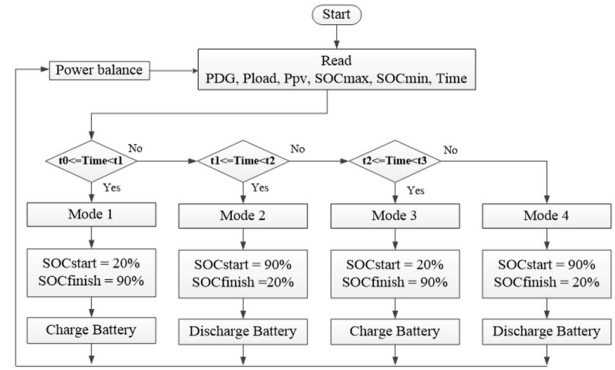 Start
Power balance
Read
PDG, Pload, Ppv, SOCmax, SOCmin, Time
t0<=Time<t1
No
t1<=Time<t2
No
t2<=Time<t3
No
Yes
Yes
Yes
Mode 1
Mode 2
Mode 3
Mode 4
SOCstart = 20%
SOCfinish = 90%
SOCstart = 90%
SOCfinish =20%
SOCstart = 20%
SOCfinish = 90%
SOCstart = 90%
SOCfinish = 20%
Charge Battery
Discharge Battery
Charge Battery
Discharge Battery